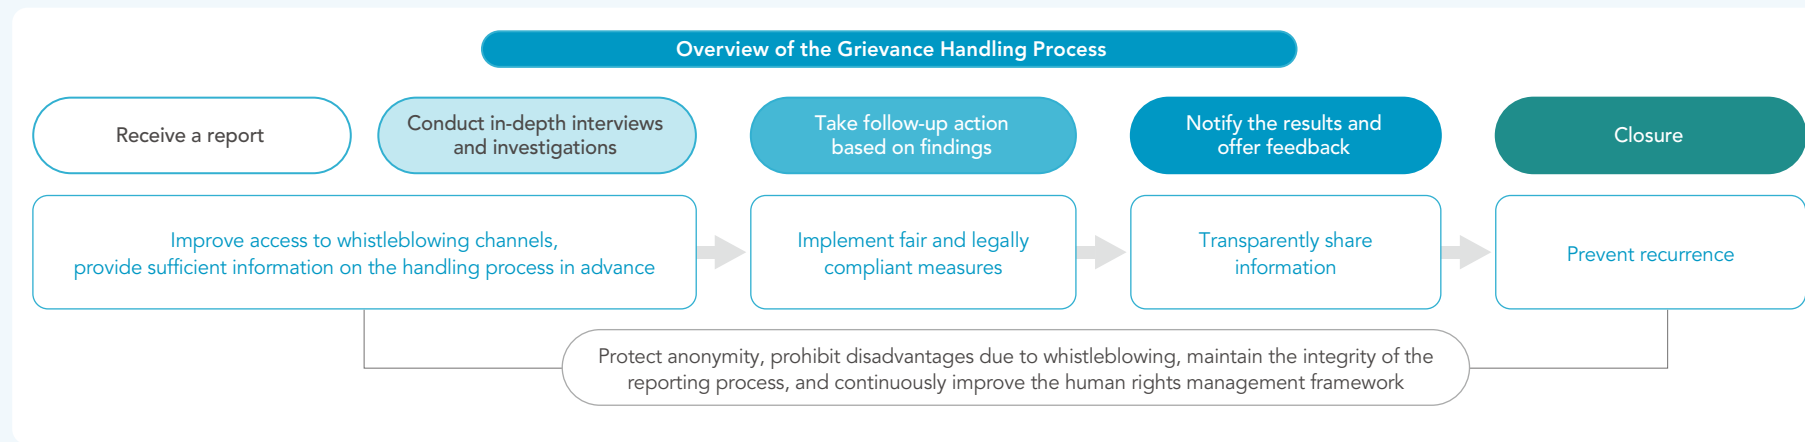 Overview of the Grievance Handling Process
Receive a report
Conduct in-depth interviews
and investigations
Take follow-up action
based on findings
Notify the results and
offer feedback
Closure
Improve access to whistleblowing channels,
provide sufficient information on the handling process in advance
Implement fair and legally
compliant measures
Transparently share
information
Prevent recurrence
Protect anonymity, prohibit disadvantages due to whistleblowing, maintain the integrity of the
reporting process, and continuously improve the human rights management framework